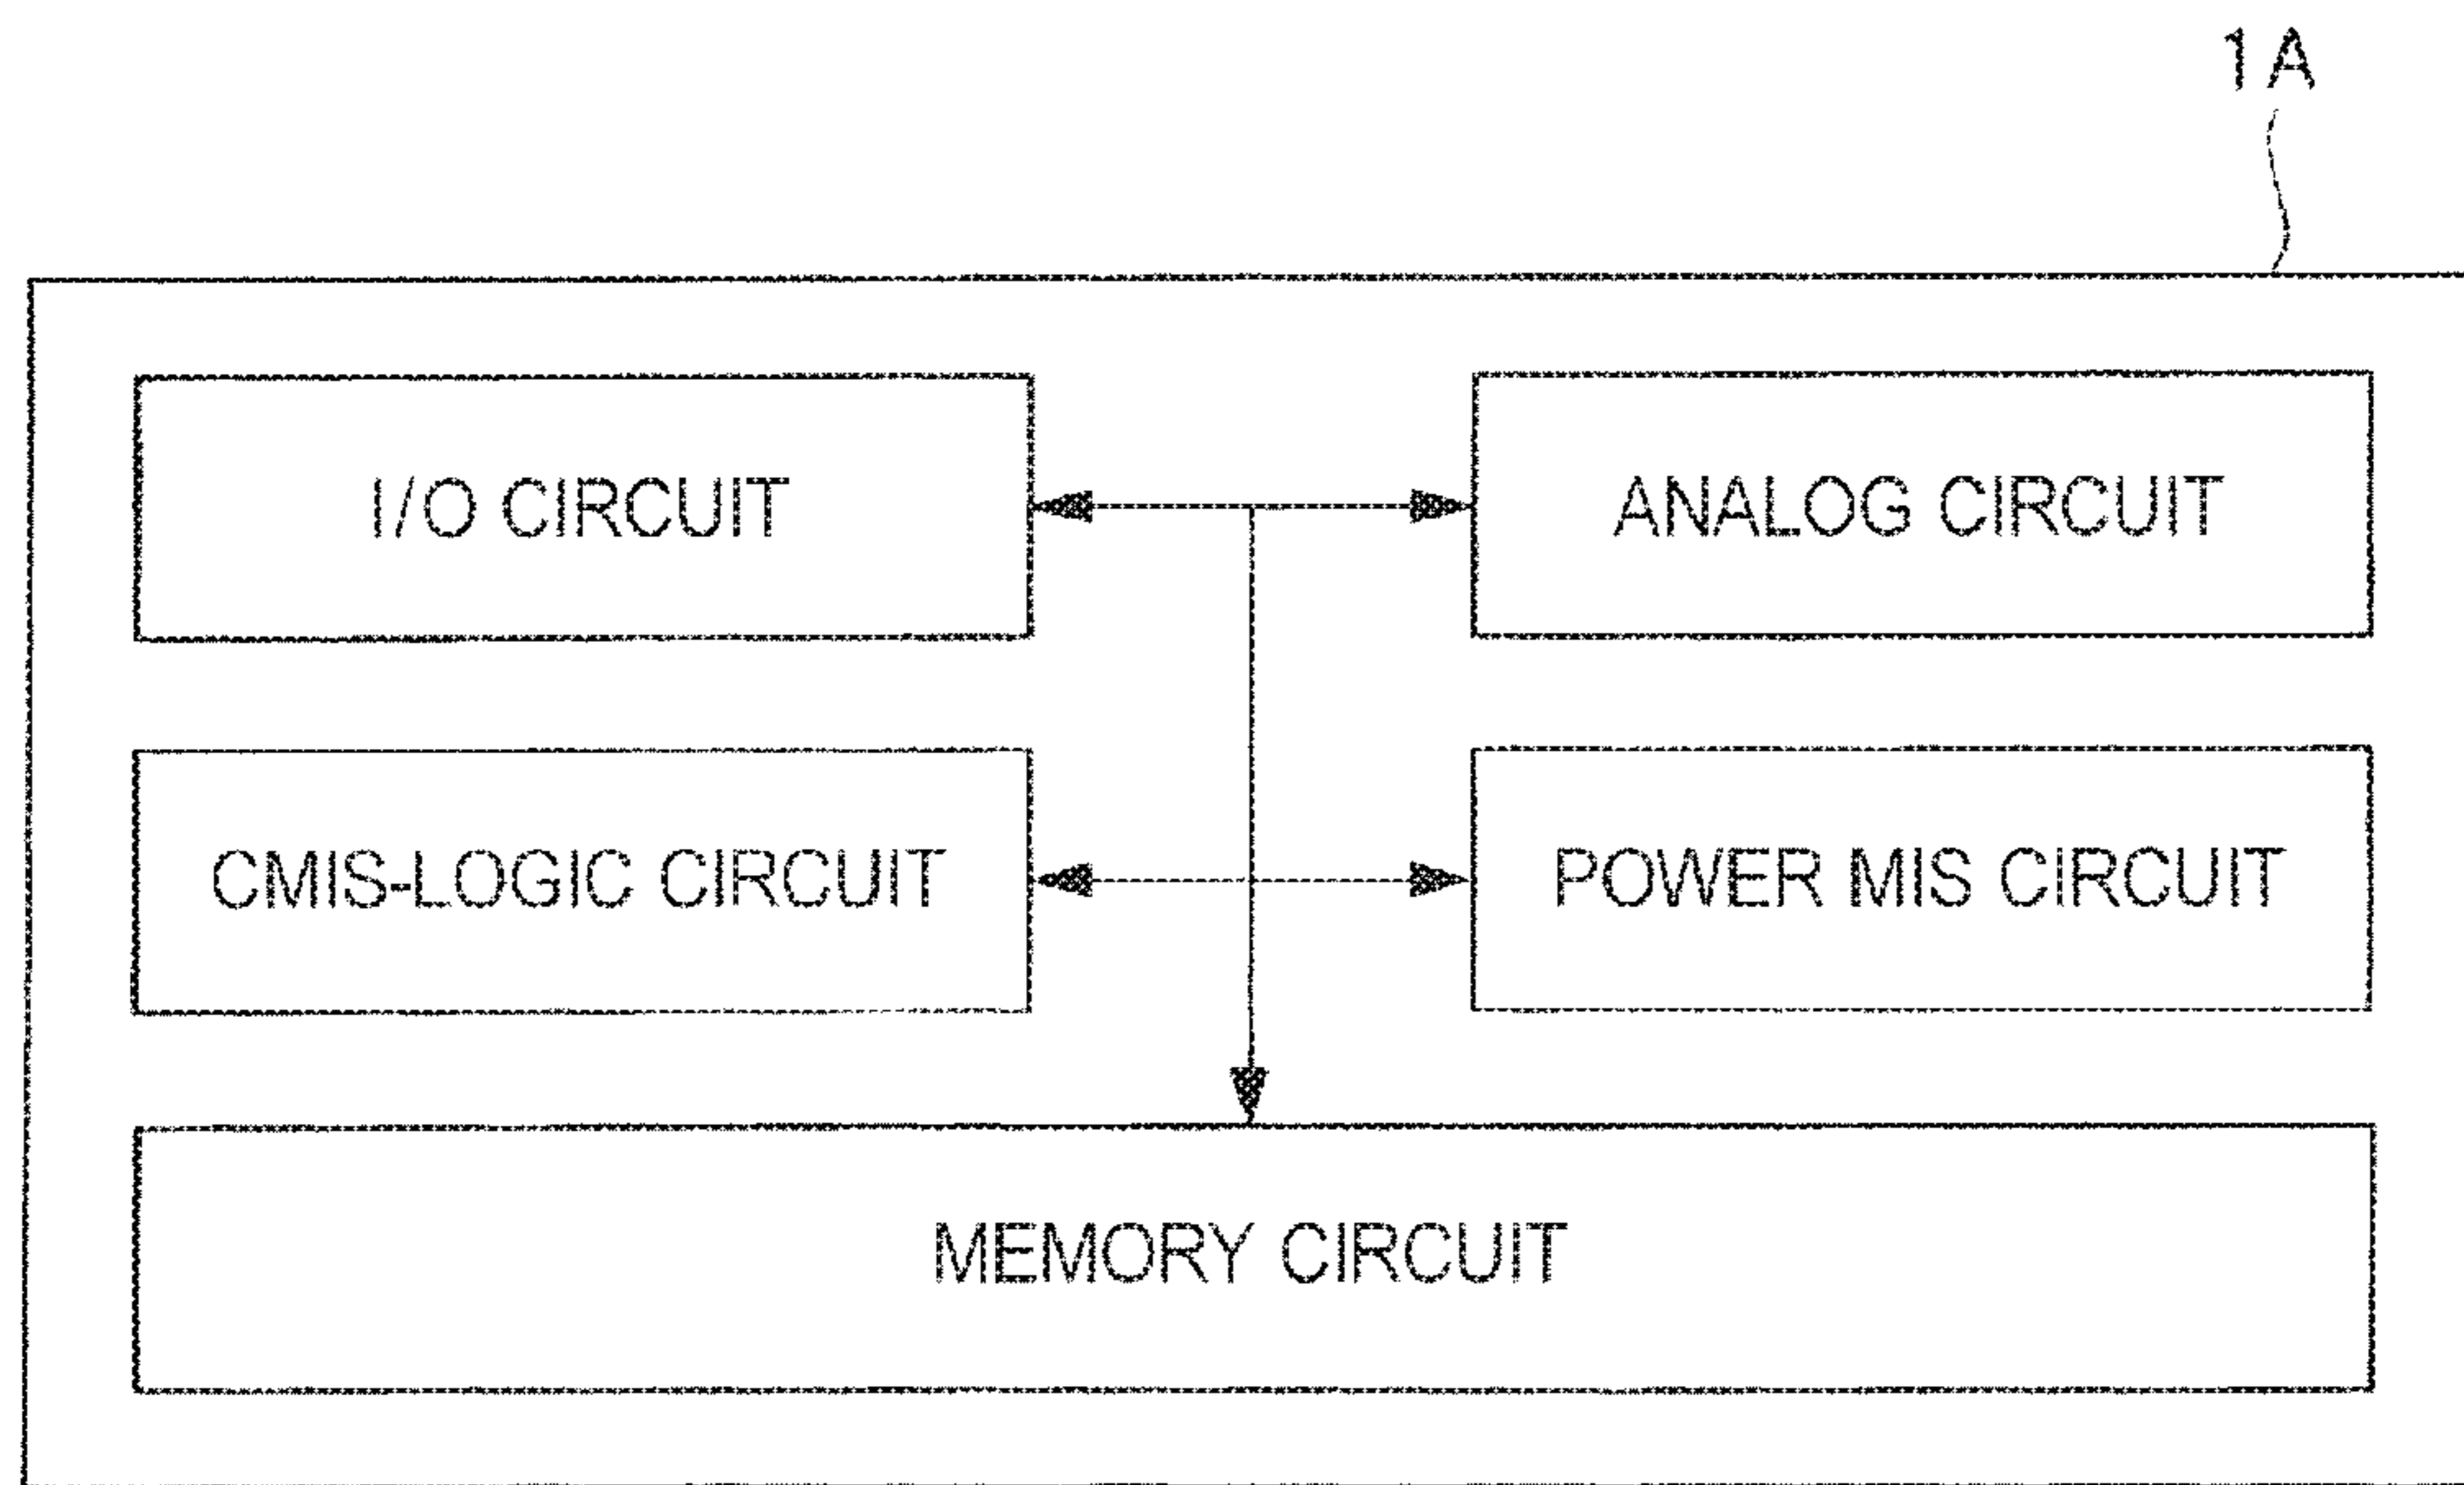 1A
I/O CIRCUIT
ANALOG CIRCUIT
CMIS-LOGIC CIRCUIT
POWER MIS CIRCUIT
MEMORY CIRCUIT